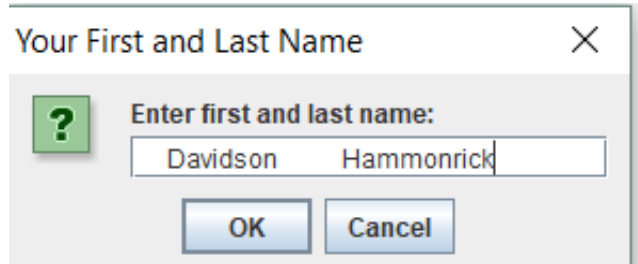 Your First and Last Name
?
Enter first and last name:
Davidson Hammonrick
OK Cancel